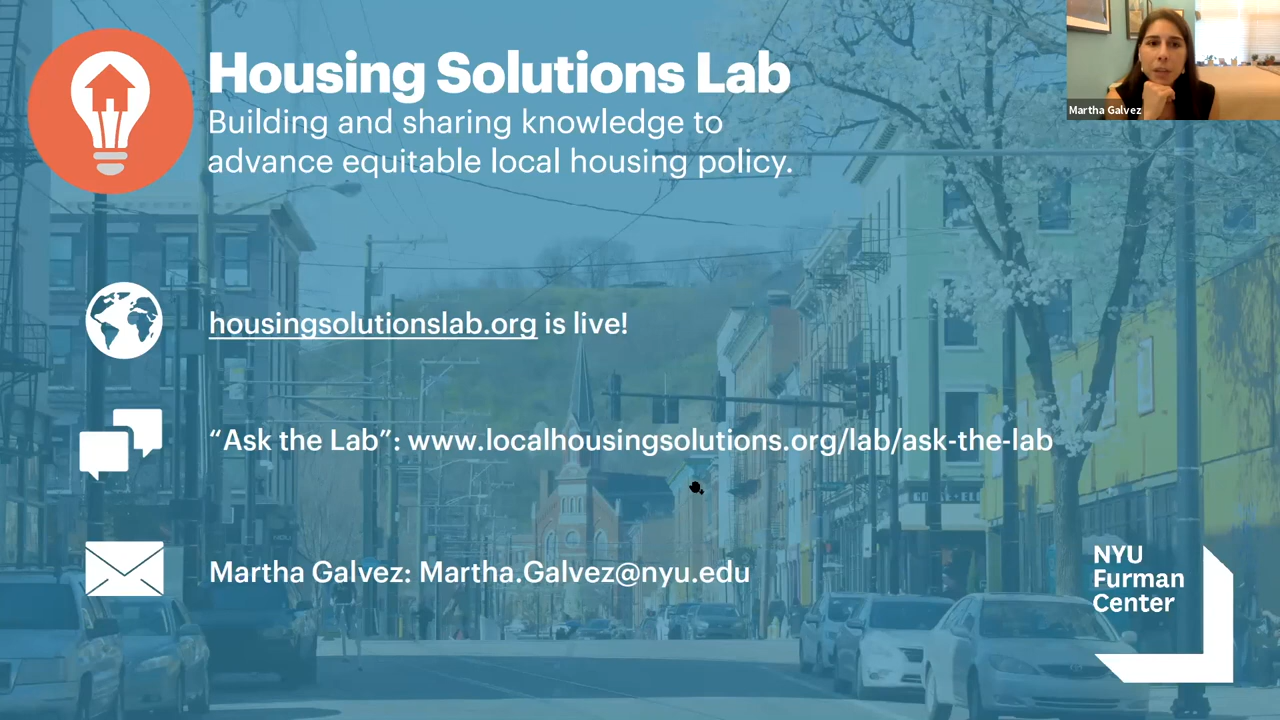 Housing Solutions Lab
Building and sharing knowledge to
advance equitable local housing policy.
Martha Galvez
housingsolutionslab.org is live!
“Ask the Lab”: www.localhousingsolutions.org/lab/ask-the-lab
Martha Galvez: Martha.Galvez@nyu.edu
NYU
Furman
Center